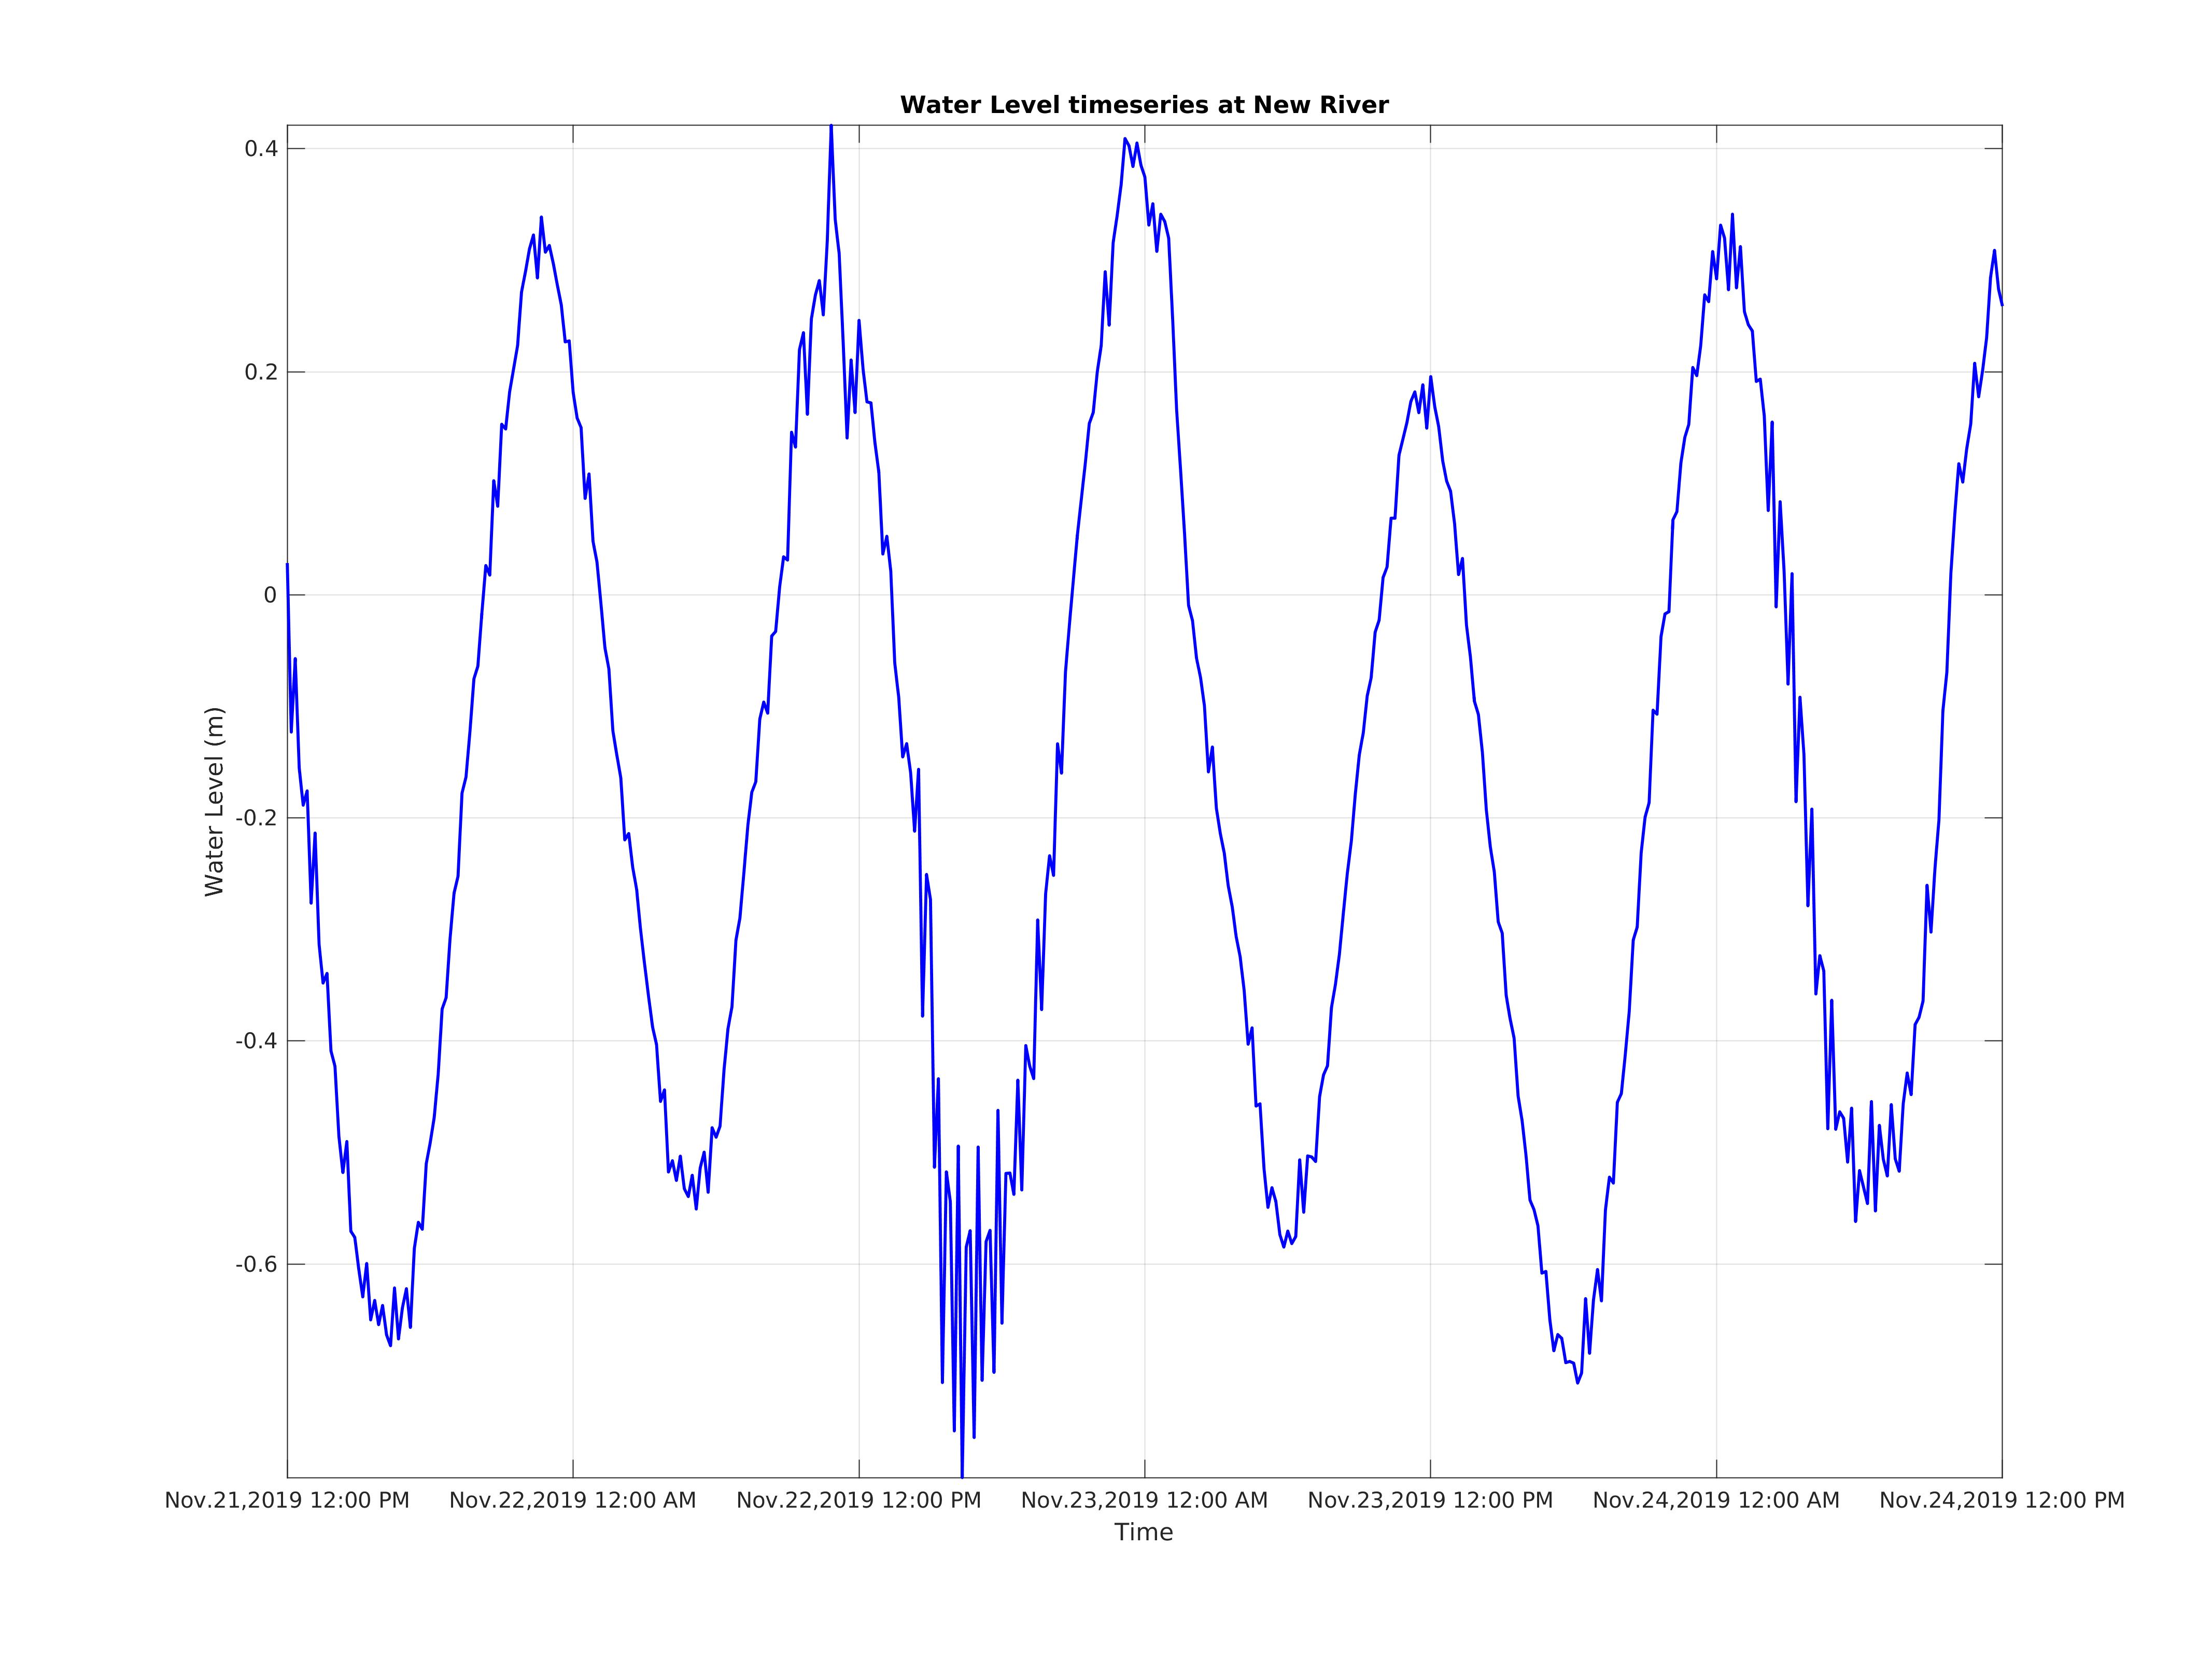 Water Level timeseries at New River
0.4
0.2
0
-0.2
-0.4
-0.6
Water Level (m)
Nov.21,2019 12:00 PM
Nov.22,2019 12:00 AM
Nov.22,2019 12:00 PM
Nov.23,2019 12:00 AM
Nov.23,2019 12:00 PM
Nov.24,2019 12:00 AM
Nov.24,2019 12:00 PM
Time